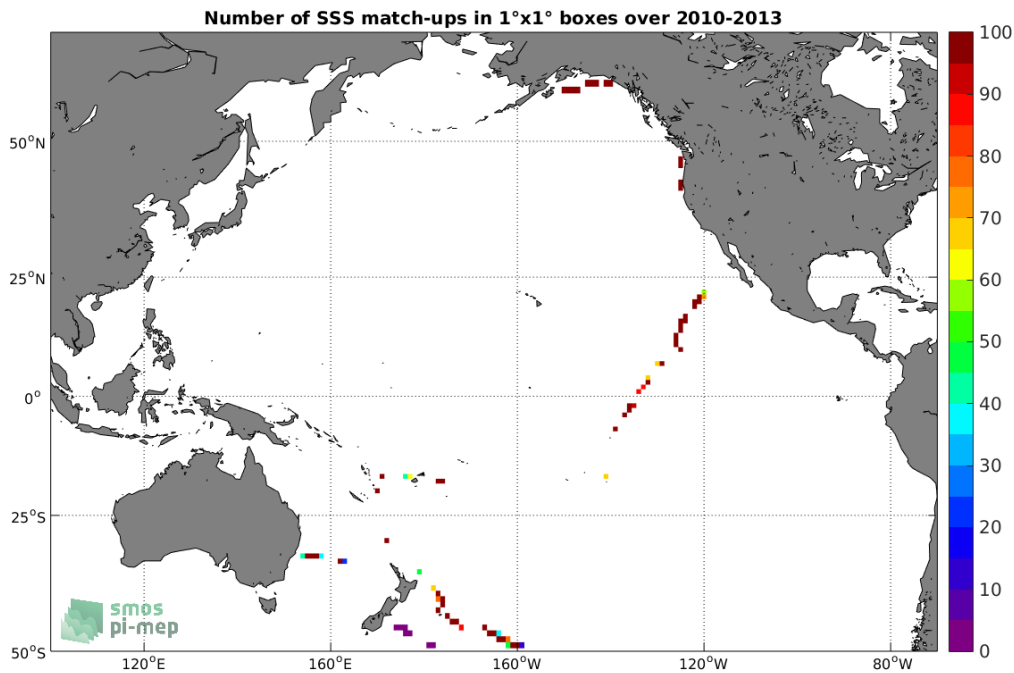 Number of SSS match-ups in 1°x1° boxes over 2010-2013
100
90
80
70
60
50
40
30
20
10
0
50°N
25°N
0°
25°S
50°S
120°E
160°E
160°W
120°W
80°W
smos
pi-mep